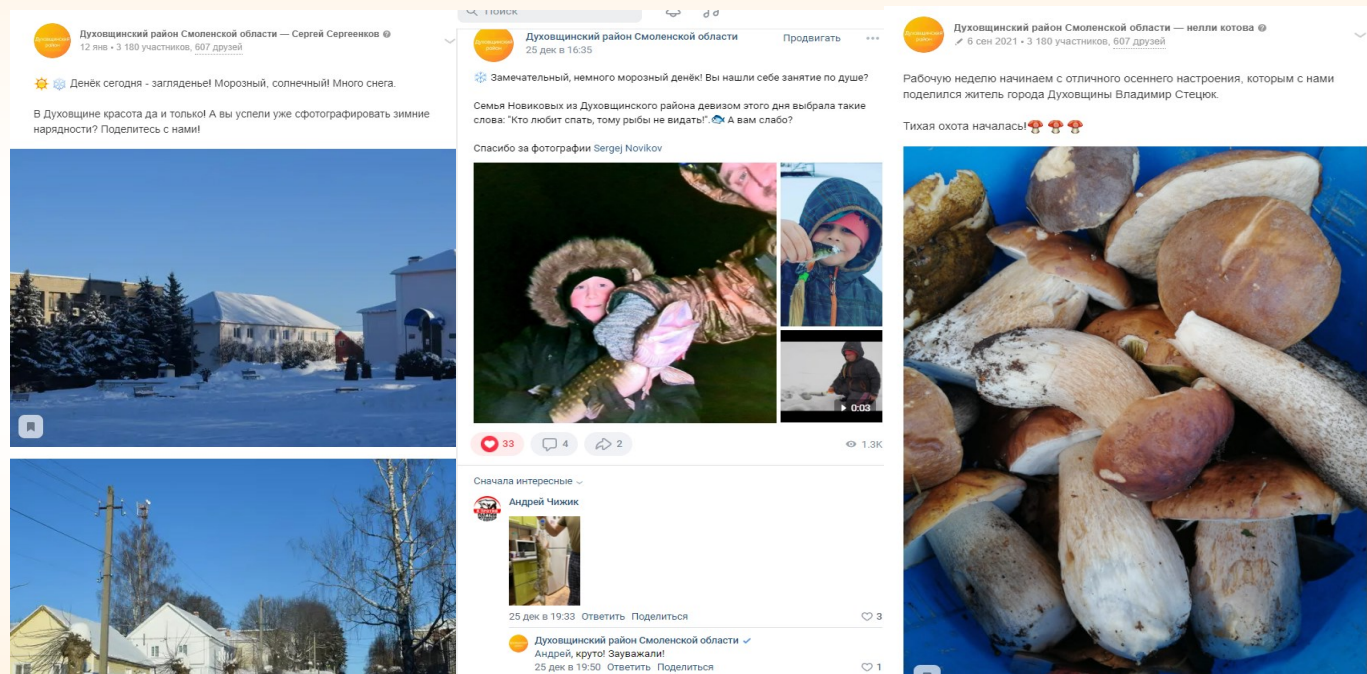 Духовщинский район Смоленской области — Сергей Сергеенков
12 янв • 3 180 участников, 607 друзей
Денёк сегодня - загляденье! Морозный, солнечный! Много снега.
В Духовщине красота да и только! А вы успели уже сфотографировать зимние
нарядности? Поделитесь с нами!
Поиск
Духовщинский район Смоленской области
25 дек в 16:35
Продвигать
Замечательный, немного морозный денёк! Вы нашли себе занятие по душе?
Семья Новиковых из Духовщинского района девизом этого дня выбрала такие
слова: "Кто любит спать, тому рыбы не видать!". А вам слабо?
Спасибо за фотографии Sergej Novikov
0:03
33 4 2 1.3K
Сначала интересные
Андрей Чижик
25 дек в 19:33 Ответить Поделиться 3
Духовщинский район Смоленской области
Андрей, круто! Зауважали!
25 дек в 19:50 Ответить Поделиться 1
Духовщинский район Смоленской области — нелли котова
6 сен 2021 • 3 180 участников, 607 друзей
Рабочую неделю начинаем с отличного осеннего настроения, которым с нами
поделился житель города Духовщины Владимир Стецюк.
Тихая охота началась!